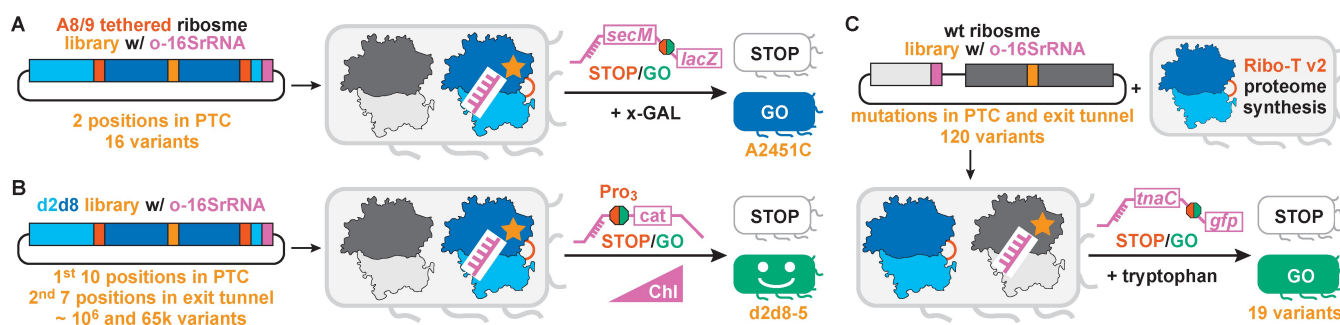 A
A8/9 tethered ribosme
library w/ o-16SrRNA
2 positions in PTC
16 variants
secM
lacZ
STOP/GO
+ x-GAL
STOP
GO
A2451C
B
d2d8 library w/ o-16SrRNA
1st 10 positions in PTC
2nd 7 positions in exit tunnel
~ 10⁶ and 65k variants
Pro₃
cat
STOP/GO
Chl
STOP
d2d8-5
C
wt ribosme
library w/ o-16SrRNA
mutations in PTC and exit tunnel
120 variants
+
Ribo-T v2
proteome
synthesis
tnaC
gfp
STOP/GO
+ tryptophan
STOP
GO
19 variants